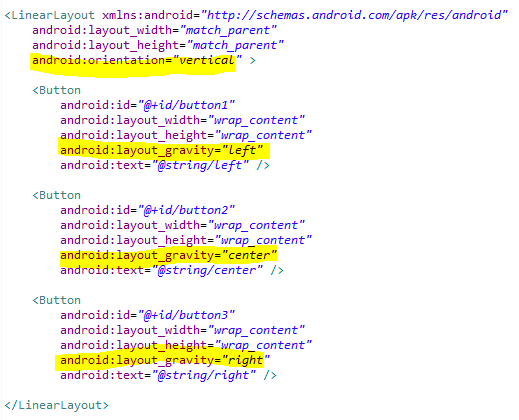 <LinearLayout xmlns:android="http://schemas.android.com/apk/res/android"
    android:layout_width="match_parent"
    android:layout_height="match_parent"
    android:orientation="vertical" >

    <Button
        android:id="@+id/button1"
        android:layout_width="wrap_content"
        android:layout_height="wrap_content"
        android:layout_gravity="left"
        android:text="@string/left" />

    <Button
        android:id="@+id/button2"
        android:layout_width="wrap_content"
        android:layout_height="wrap_content"
        android:layout_gravity="center"
        android:text="@string/center" />

    <Button
        android:id="@+id/button3"
        android:layout_width="wrap_content"
        android:layout_height="wrap_content"
        android:layout_gravity="right"
        android:text="@string/right" />

</LinearLayout>